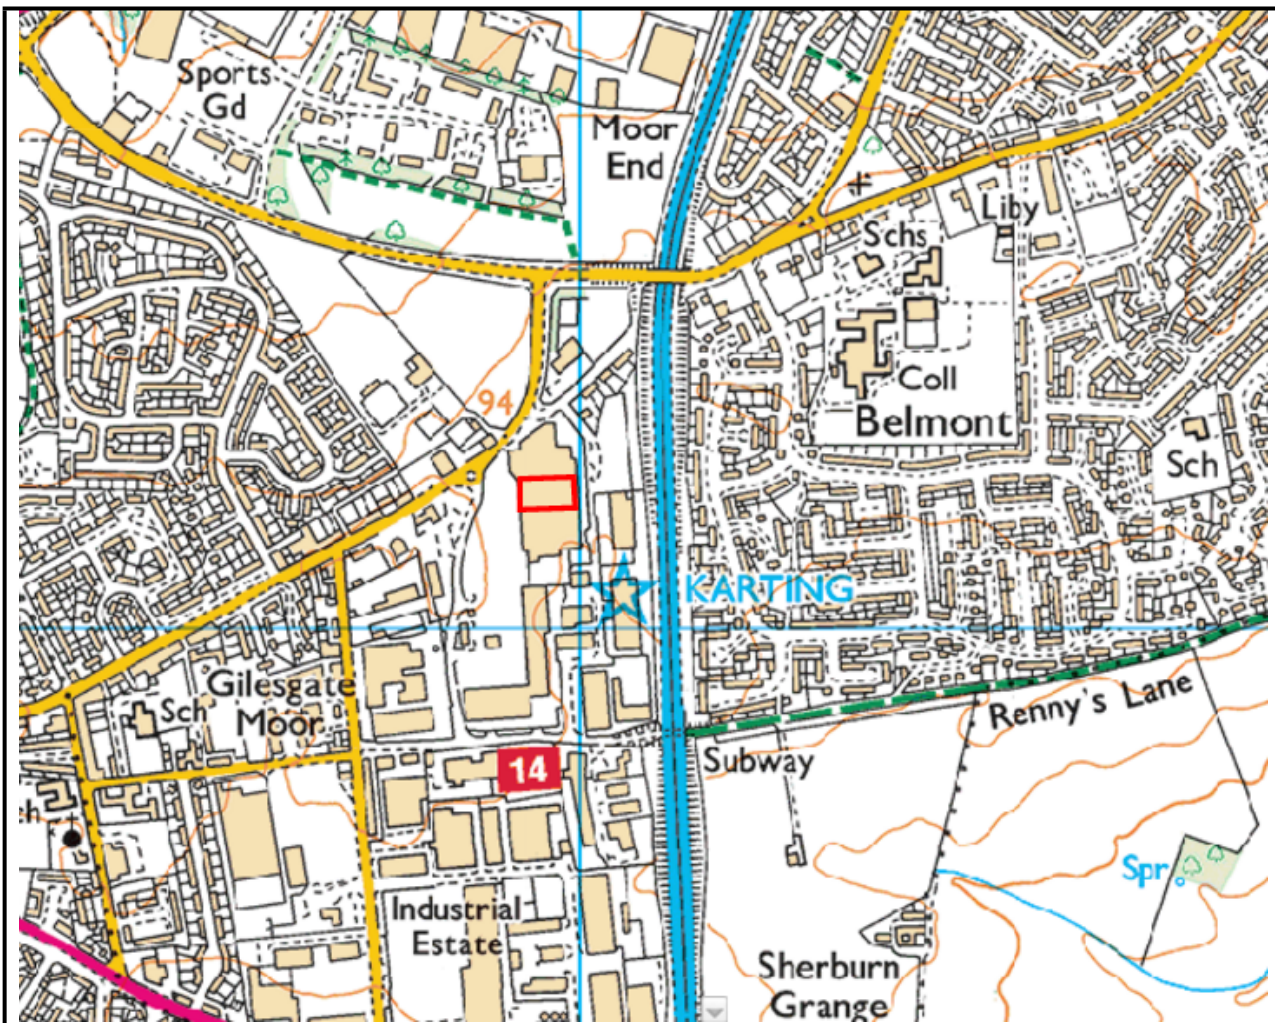 Sports
Gd
Moor
End
Liby
Schs
Coll
Belmont
94
Sch
KARTING
Gilesgate
Moor
Sch
Renny's Lane
14
Subway
Spr
Industrial
Estate
Sherburn
Grange